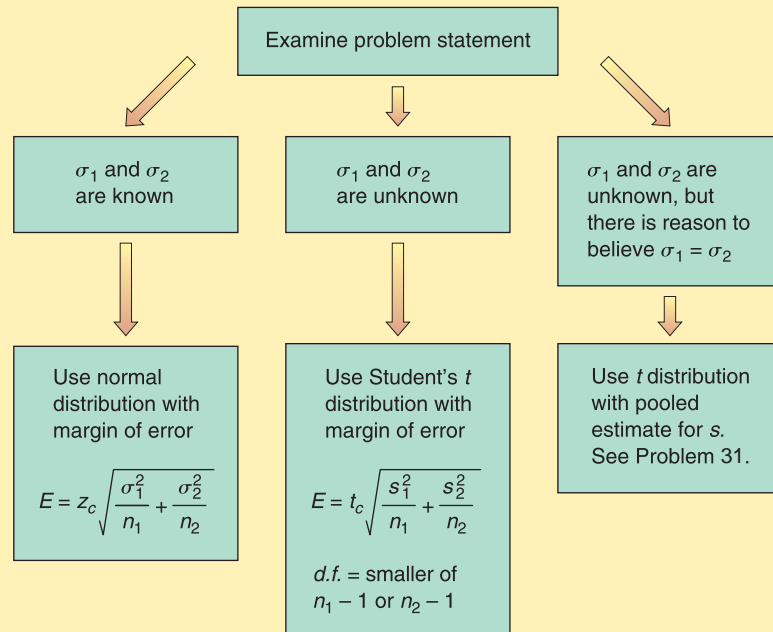 Examine problem statement
σ₁ and σ₂
are known
σ₁ and σ₂
are unknown
σ₁ and σ₂ are
unknown, but
there is reason to
believe σ₁ = σ₂
Use normal
distribution with
margin of error
E = z_c √(σ₁²/n₁ + σ₂²/n₂)
Use Student's t
distribution with
margin of error
E = t_c √(s₁²/n₁ + s₂²/n₂)
d.f. = smaller of
n₁ − 1 or n₂ − 1
Use t distribution
with pooled
estimate for s.
See Problem 31.